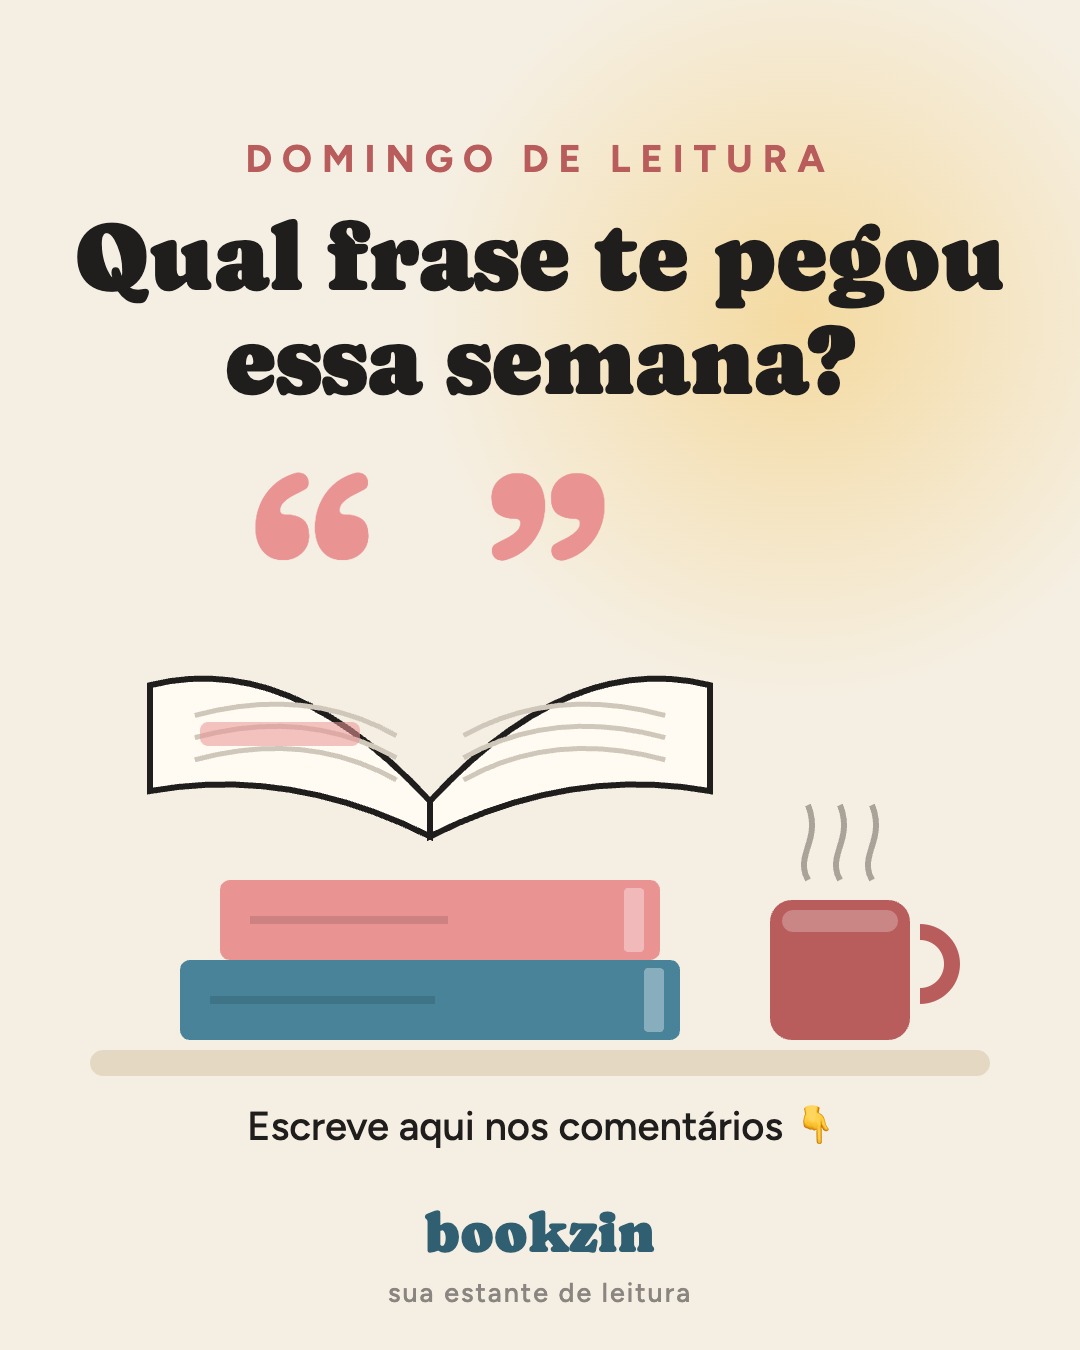 DOMINGO DE LEITURA
Qual frase te pegou
essa semana?
“ ”
Escreve aqui nos comentários 👇
bookzin
sua estante de leitura